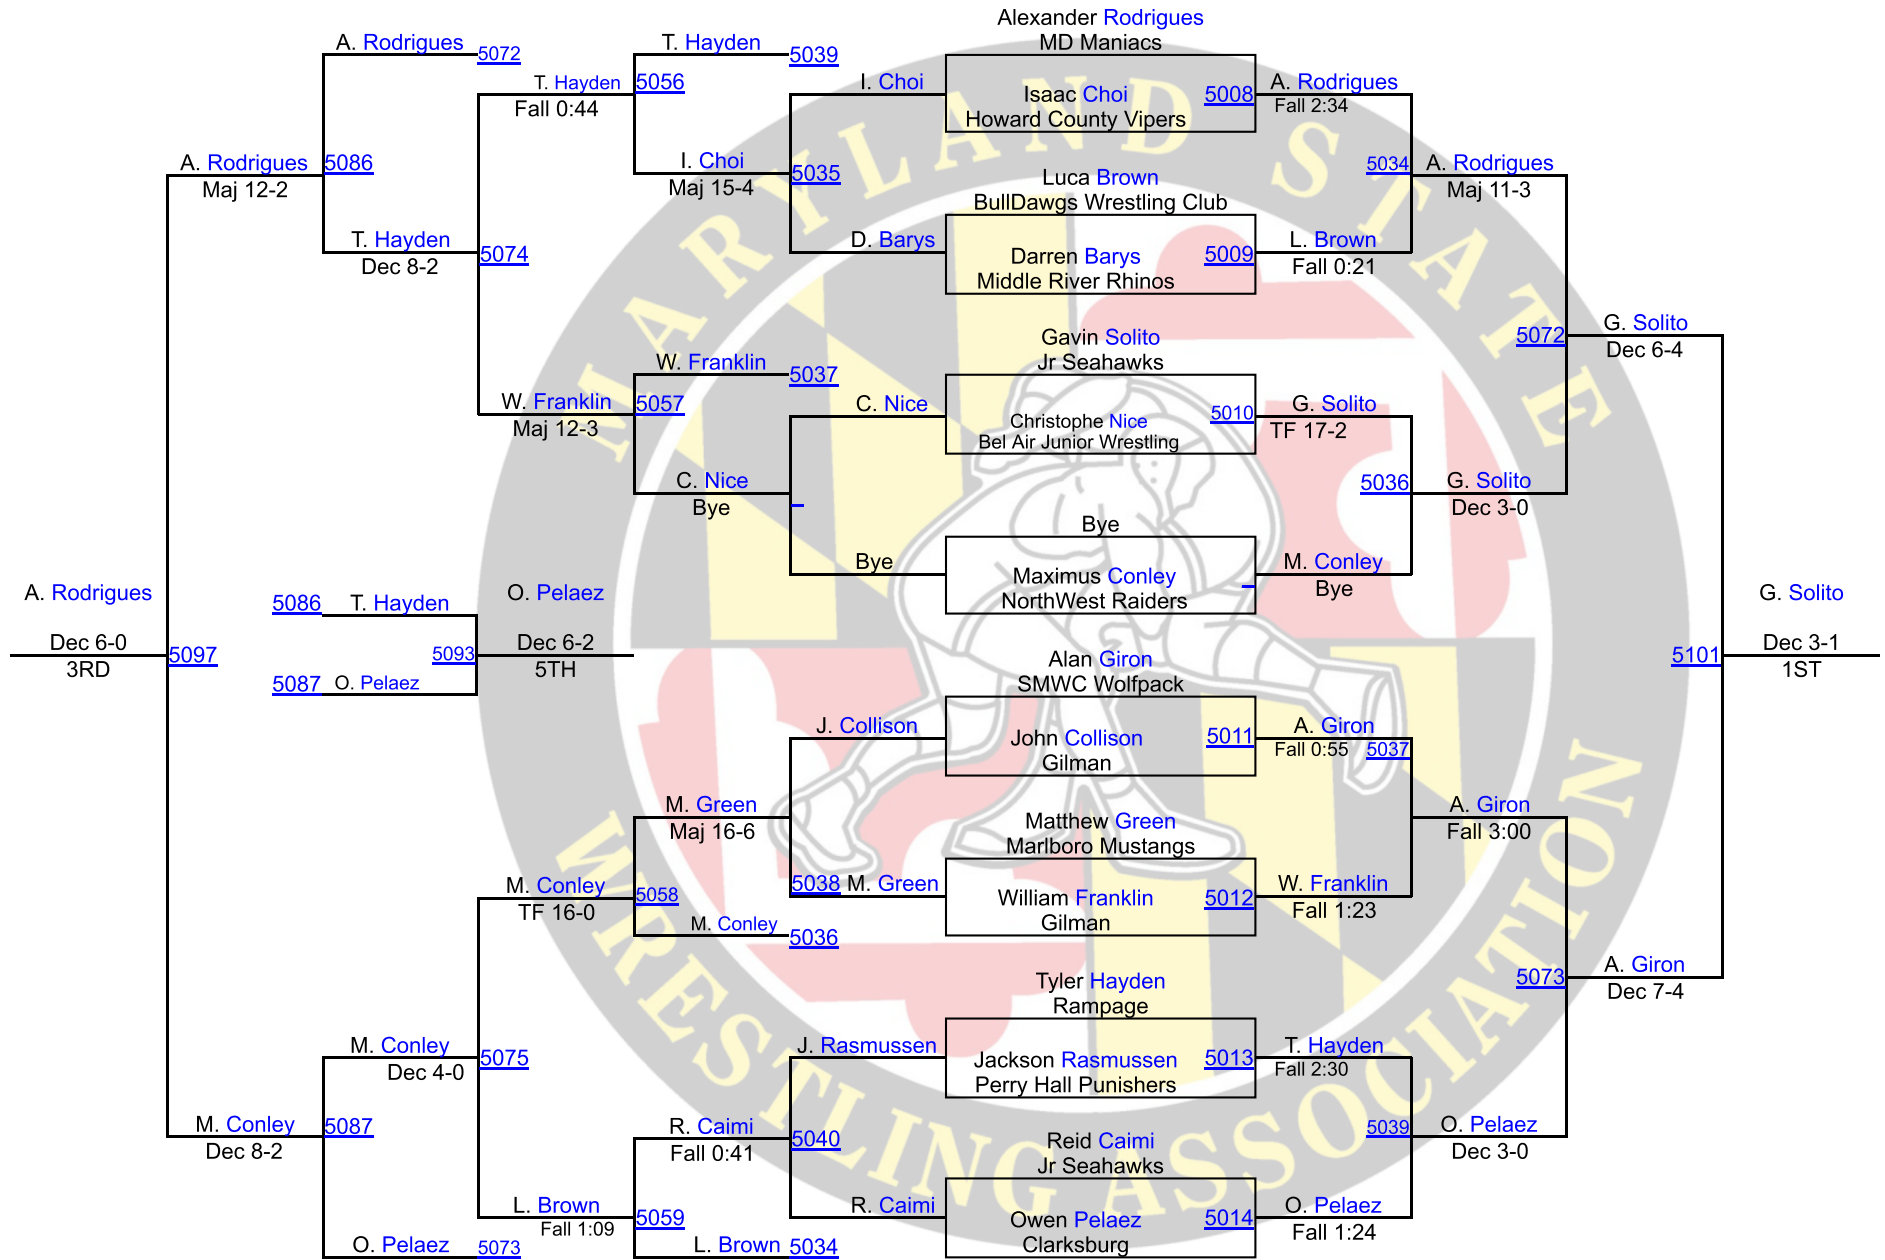 Alexander Rodrigues
MD Maniacs
A. Rodrigues
5072
T. Hayden
5039
T. Hayden
5056
Fall 0:44
I. Choi
Isaac Choi
5008
Howard County Vipers
A. Rodrigues
Fall 2:34
A. Rodrigues
5086
Maj 12-2
I. Choi
5035
Maj 15-4
Luca Brown
BullDawgs Wrestling Club
5034
A. Rodrigues
Maj 11-3
T. Hayden
5074
Dec 8-2
D. Barys
Darren Barys
5009
Middle River Rhinos
L. Brown
Fall 0:21
Gavin Solito
Jr Seahawks
5072
G. Solito
Dec 6-4
W. Franklin
5037
W. Franklin
5057
Maj 12-3
C. Nice
Christophe Nice
5010
Bel Air Junior Wrestling
G. Solito
TF 17-2
C. Nice
Bye
5036
G. Solito
Dec 3-0
Bye
Bye
Maximus Conley
NorthWest Raiders
M. Conley
Bye
A. Rodrigues
Dec 6-0
3RD
5097
5086
T. Hayden
5093
5087
O. Pelaez
O. Pelaez
Dec 6-2
5TH
G. Solito
5101
Dec 3-1
1ST
Alan Giron
SMWC Wolfpack
J. Collison
John Collison
5011
Gilman
A. Giron
Fall 0:55
5037
M. Green
Maj 16-6
Matthew Green
Marlboro Mustangs
A. Giron
Fall 3:00
M. Conley
5058
TF 16-0
5038
M. Green
William Franklin
5012
Gilman
W. Franklin
Fall 1:23
M. Conley
5036
Tyler Hayden
Rampage
5073
A. Giron
Dec 7-4
M. Conley
5075
Dec 4-0
J. Rasmussen
Jackson Rasmussen
5013
Perry Hall Punishers
T. Hayden
Fall 2:30
M. Conley
5087
Dec 8-2
R. Caimi
5040
Fall 0:41
Reid Caimi
Jr Seahawks
5039
O. Pelaez
Dec 3-0
L. Brown
5059
Fall 1:09
R. Caimi
Owen Pelaez
5014
Clarksburg
O. Pelaez
Fall 1:24
O. Pelaez
5073
L. Brown
5034
MARYLAND STATE
WRESTLING ASSOCIATION